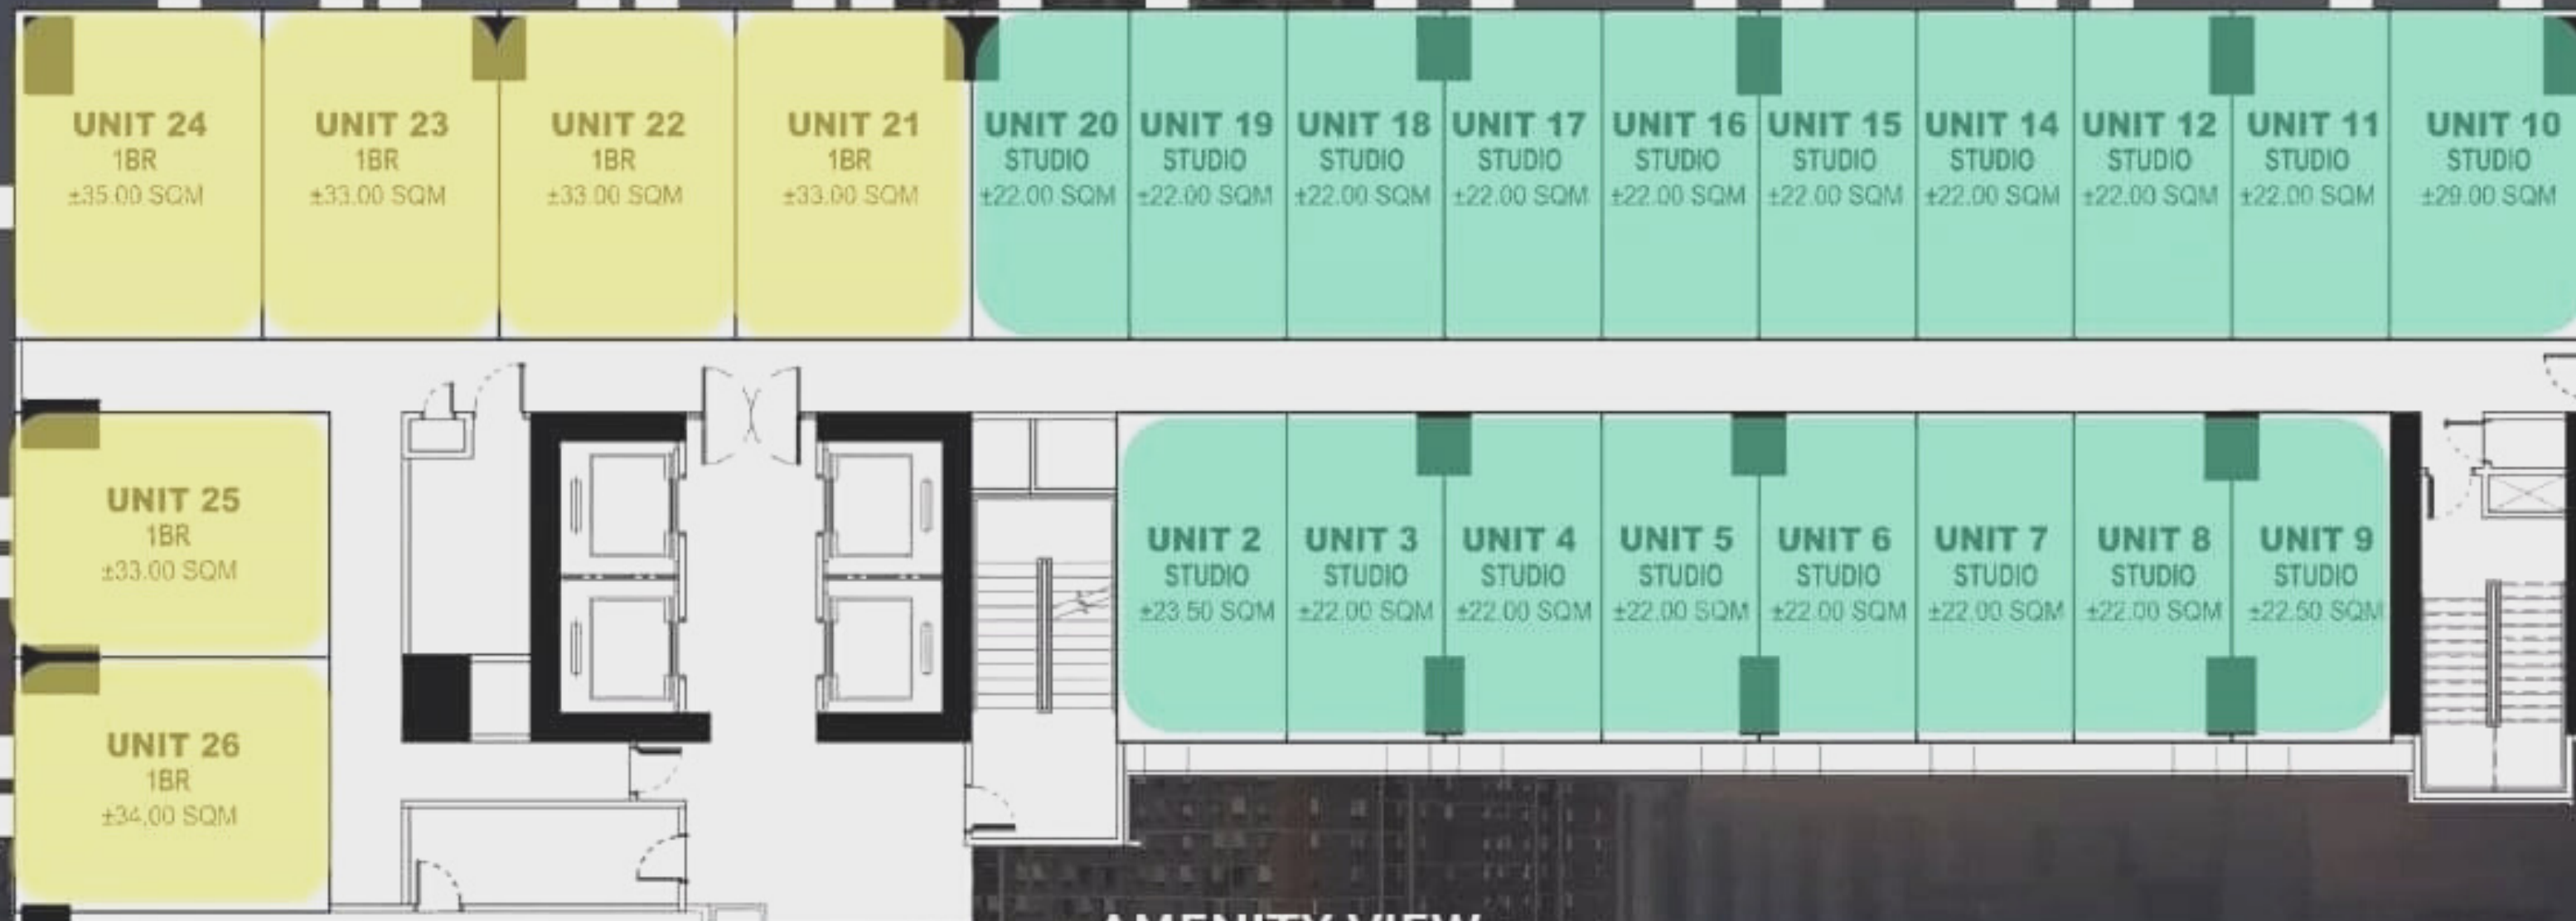 UNIT 24
1BR
±35.00 SQM
UNIT 23
1BR
±33.00 SQM
UNIT 22
1BR
±33.00 SQM
UNIT 21
1BR
±33.00 SQM
UNIT 20
STUDIO
±22.00 SQM
UNIT 19
STUDIO
±22.00 SQM
UNIT 18
STUDIO
±22.00 SQM
UNIT 17
STUDIO
±22.00 SQM
UNIT 16
STUDIO
±22.00 SQM
UNIT 15
STUDIO
±22.00 SQM
UNIT 14
STUDIO
±22.00 SQM
UNIT 12
STUDIO
±22.00 SQM
UNIT 11
STUDIO
±22.00 SQM
UNIT 10
STUDIO
±29.00 SQM
UNIT 25
1BR
±33.00 SQM
UNIT 26
1BR
±34.00 SQM
UNIT 2
STUDIO
±23.50 SQM
UNIT 3
STUDIO
±22.00 SQM
UNIT 4
STUDIO
±22.00 SQM
UNIT 5
STUDIO
±22.00 SQM
UNIT 6
STUDIO
±22.00 SQM
UNIT 7
STUDIO
±22.00 SQM
UNIT 8
STUDIO
±22.00 SQM
UNIT 9
STUDIO
±22.50 SQM
AMENITY VIEW